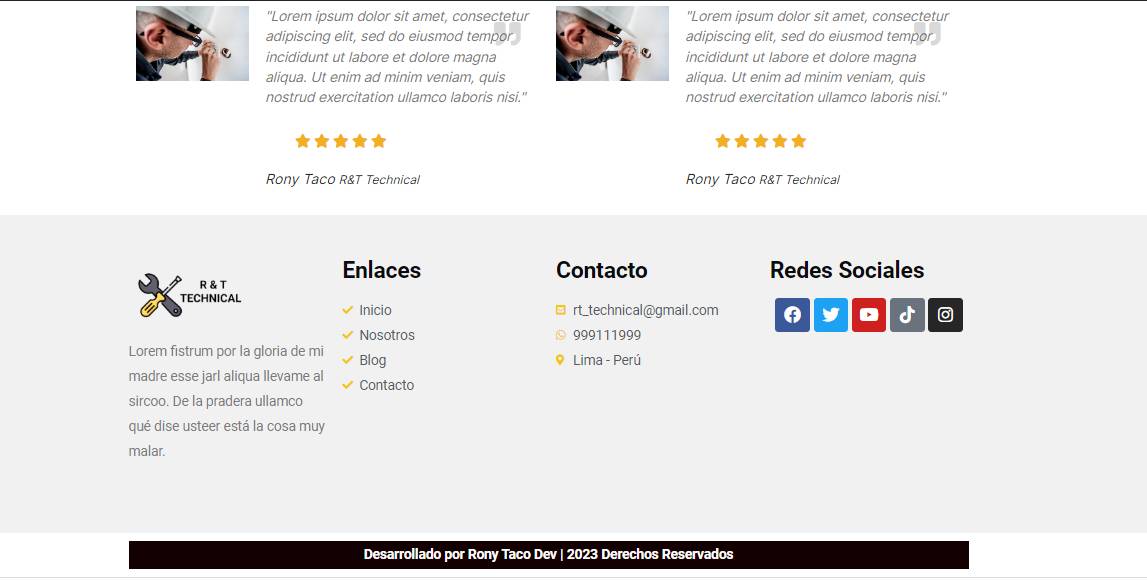 "Lorem ipsum dolor sit amet, consectetur
adipiscing elit, sed do eiusmod tempor
incididunt ut labore et dolore magna
aliqua. Ut enim ad minim veniam, quis
nostrud exercitation ullamco laboris nisi."
Rony Taco R&T Technical
"Lorem ipsum dolor sit amet, consectetur
adipiscing elit, sed do eiusmod tempor
incididunt ut labore et dolore magna
aliqua. Ut enim ad minim veniam, quis
nostrud exercitation ullamco laboris nisi."
Rony Taco R&T Technical
R & T
TECHNICAL
Lorem fistrum por la gloria de mi
madre esse jarl aliqua llevame al
sircoo. De la pradera ullamco
qué dise usteer está la cosa muy
malar.
Enlaces
Inicio
Nosotros
Blog
Contacto
Contacto
rt_technical@gmail.com
999111999
Lima - Perú
Redes Sociales
Desarrollado por Rony Taco Dev | 2023 Derechos Reservados